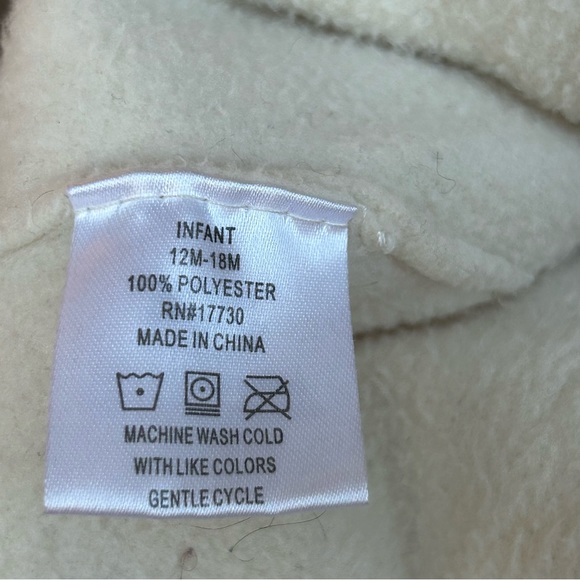 INFANT
12M-18M
100% POLYESTER
RN#17730
MADE IN CHINA
MACHINE WASH COLD
WITH LIKE COLORS
GENTLE CYCLE